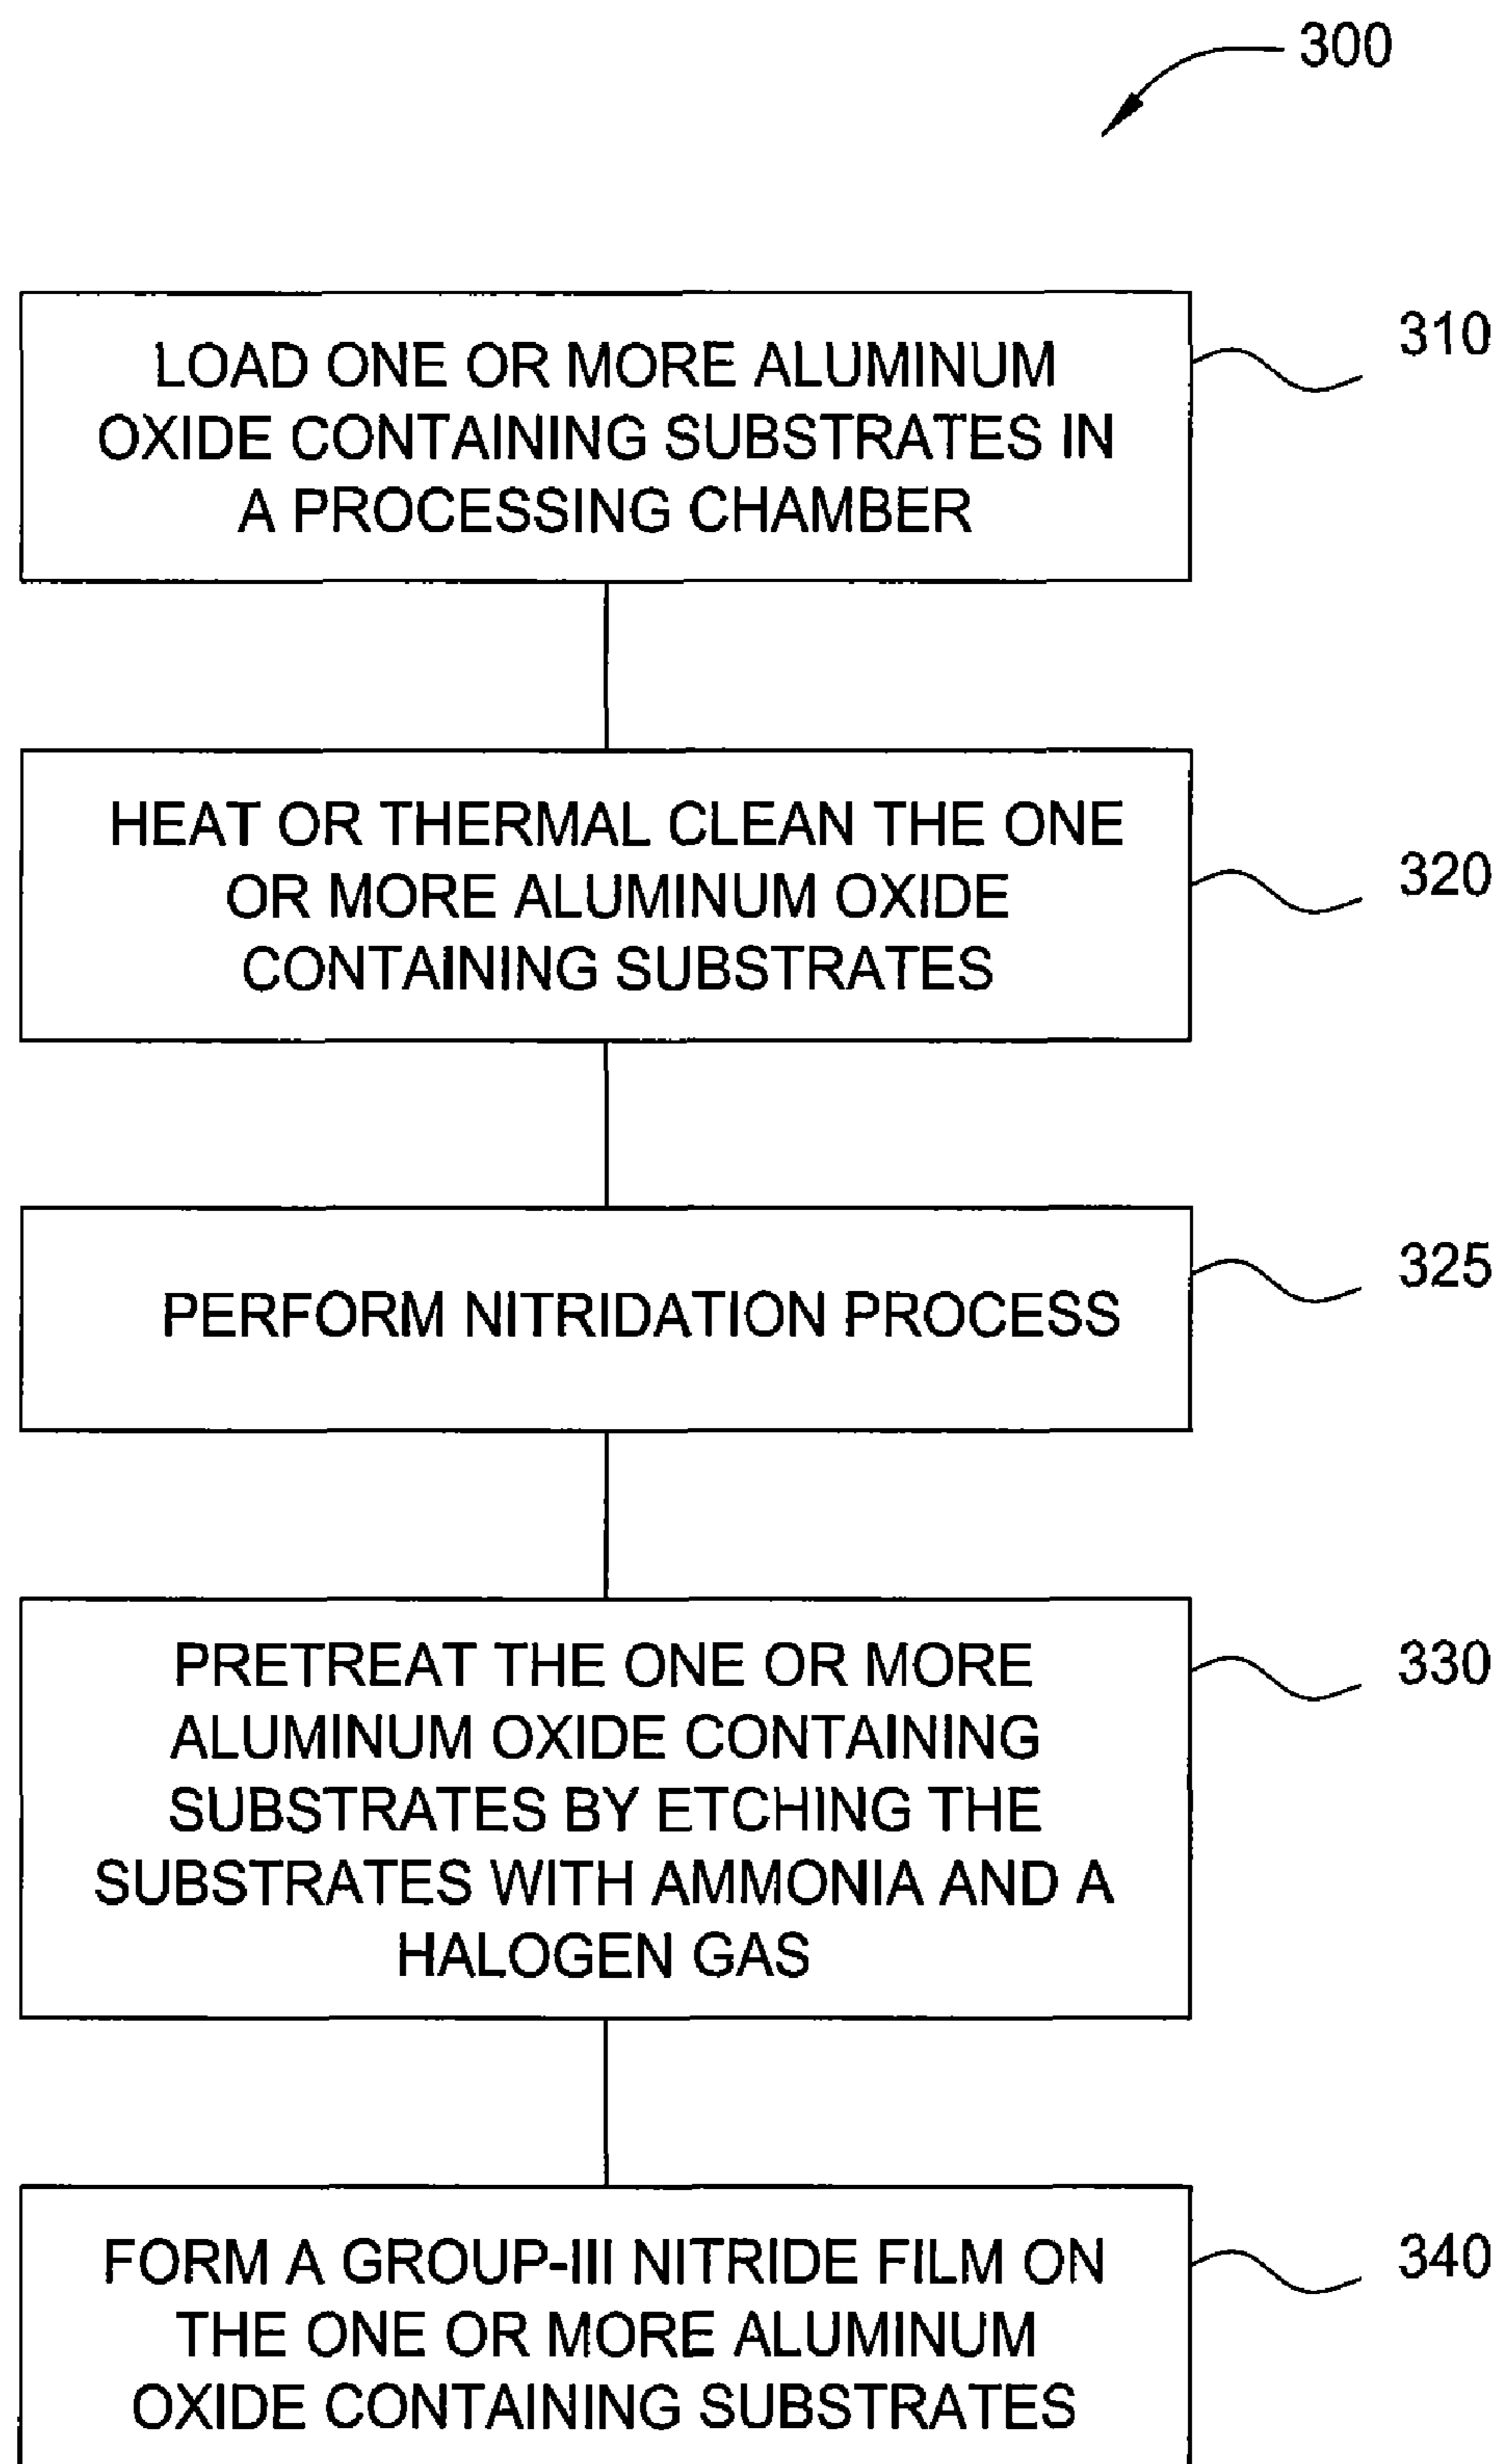 300
LOAD ONE OR MORE ALUMINUM
OXIDE CONTAINING SUBSTRATES IN
A PROCESSING CHAMBER
310
HEAT OR THERMAL CLEAN THE ONE
OR MORE ALUMINUM OXIDE
CONTAINING SUBSTRATES
320
PERFORM NITRIDATION PROCESS
325
PRETREAT THE ONE OR MORE
ALUMINUM OXIDE CONTAINING
SUBSTRATES BY ETCHING THE
SUBSTRATES WITH AMMONIA AND A
HALOGEN GAS
330
FORM A GROUP-III NITRIDE FILM ON
THE ONE OR MORE ALUMINUM
OXIDE CONTAINING SUBSTRATES
340